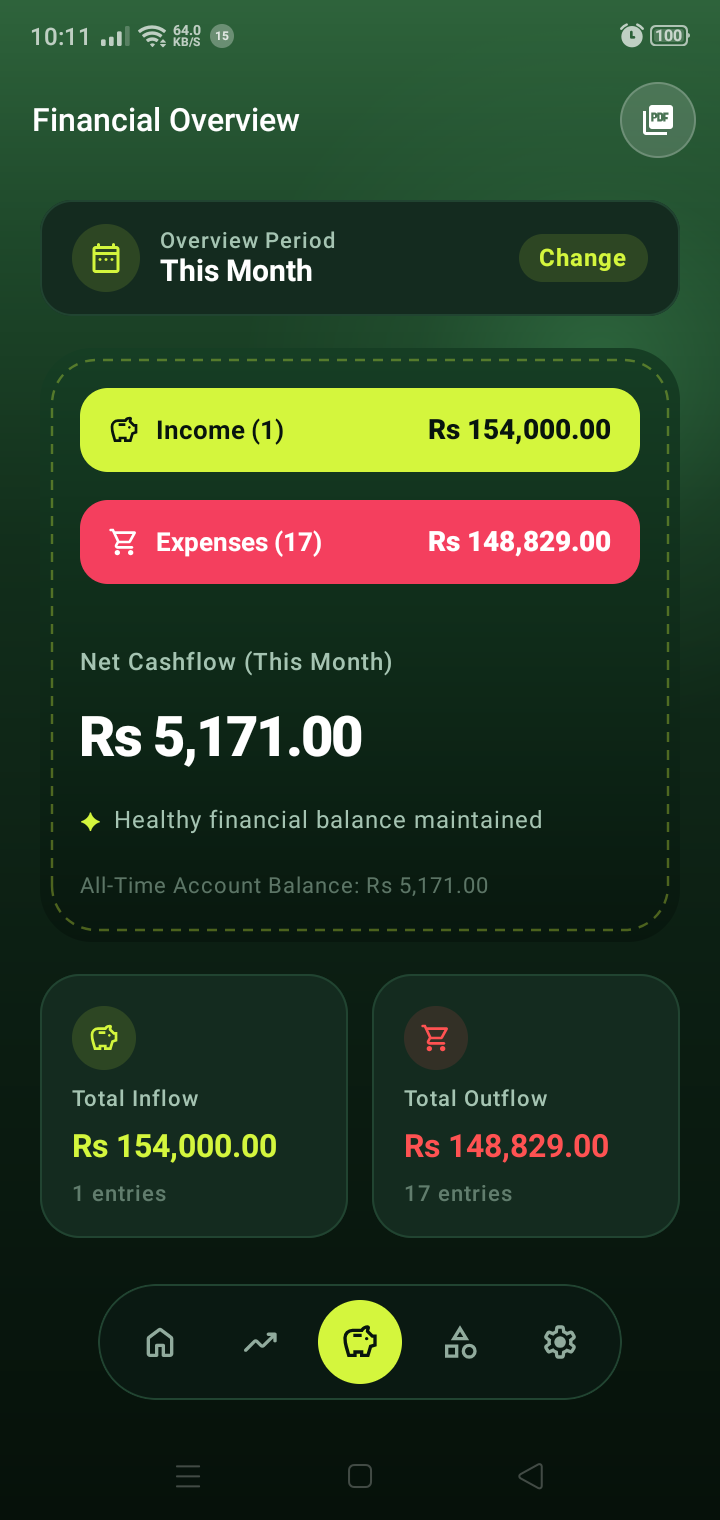 10:11 64.0 KB/S 15 100
Financial Overview
PDF
Overview Period
This Month
Change
Income (1) Rs 154,000.00
Expenses (17) Rs 148,829.00
Net Cashflow (This Month)
Rs 5,171.00
Healthy financial balance maintained
All-Time Account Balance: Rs 5,171.00
Total Inflow
Rs 154,000.00
1 entries
Total Outflow
Rs 148,829.00
17 entries